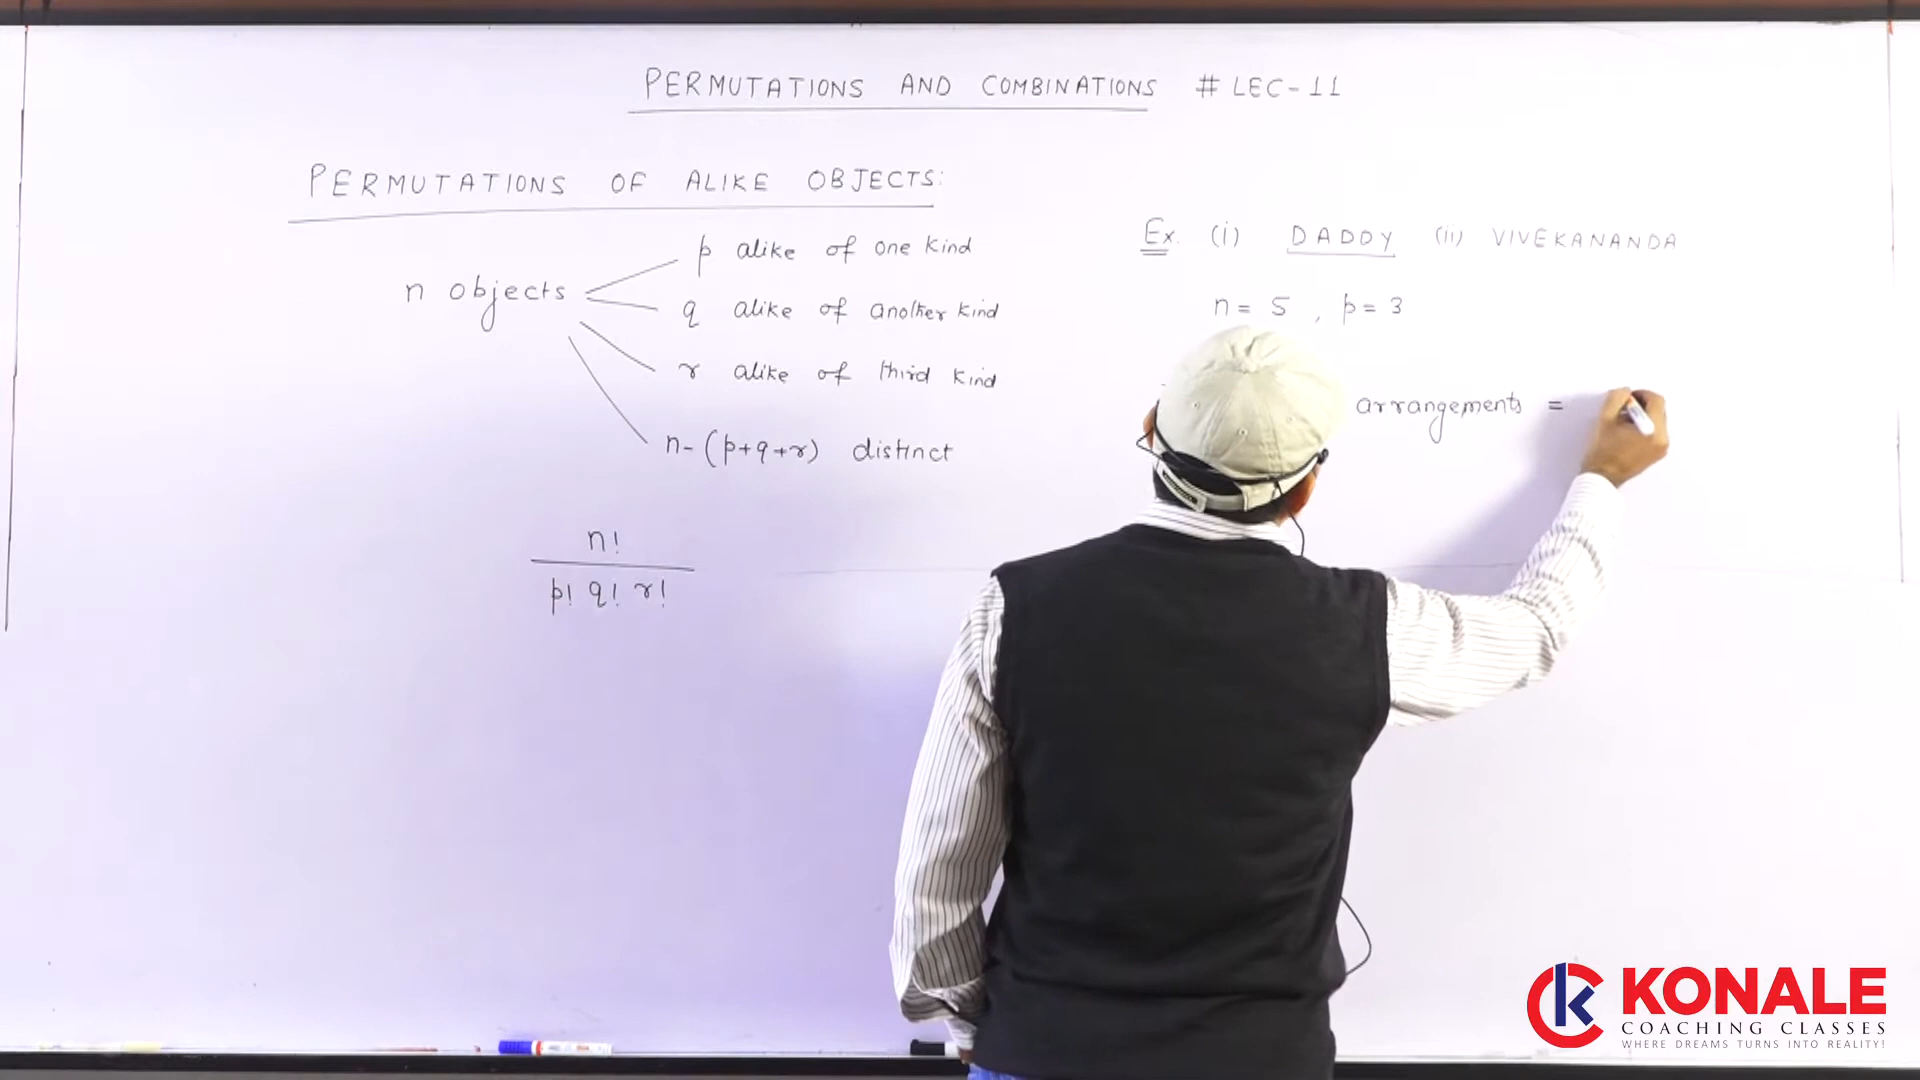 PERMUTATIONS AND COMBINATIONS # LEC-11
PERMUTATIONS OF ALIKE OBJECTS:
n objects
p alike of one kind
q alike of another kind
r alike of third kind
n-(p+q+r) distinct
n!
p! q! r!
Ex. (i) DADDY (ii) VIVEKANANDA
n = 5 , p = 3
arrangements =
KONALE
COACHING CLASSES
WHERE DREAMS TURNS INTO REALITY!